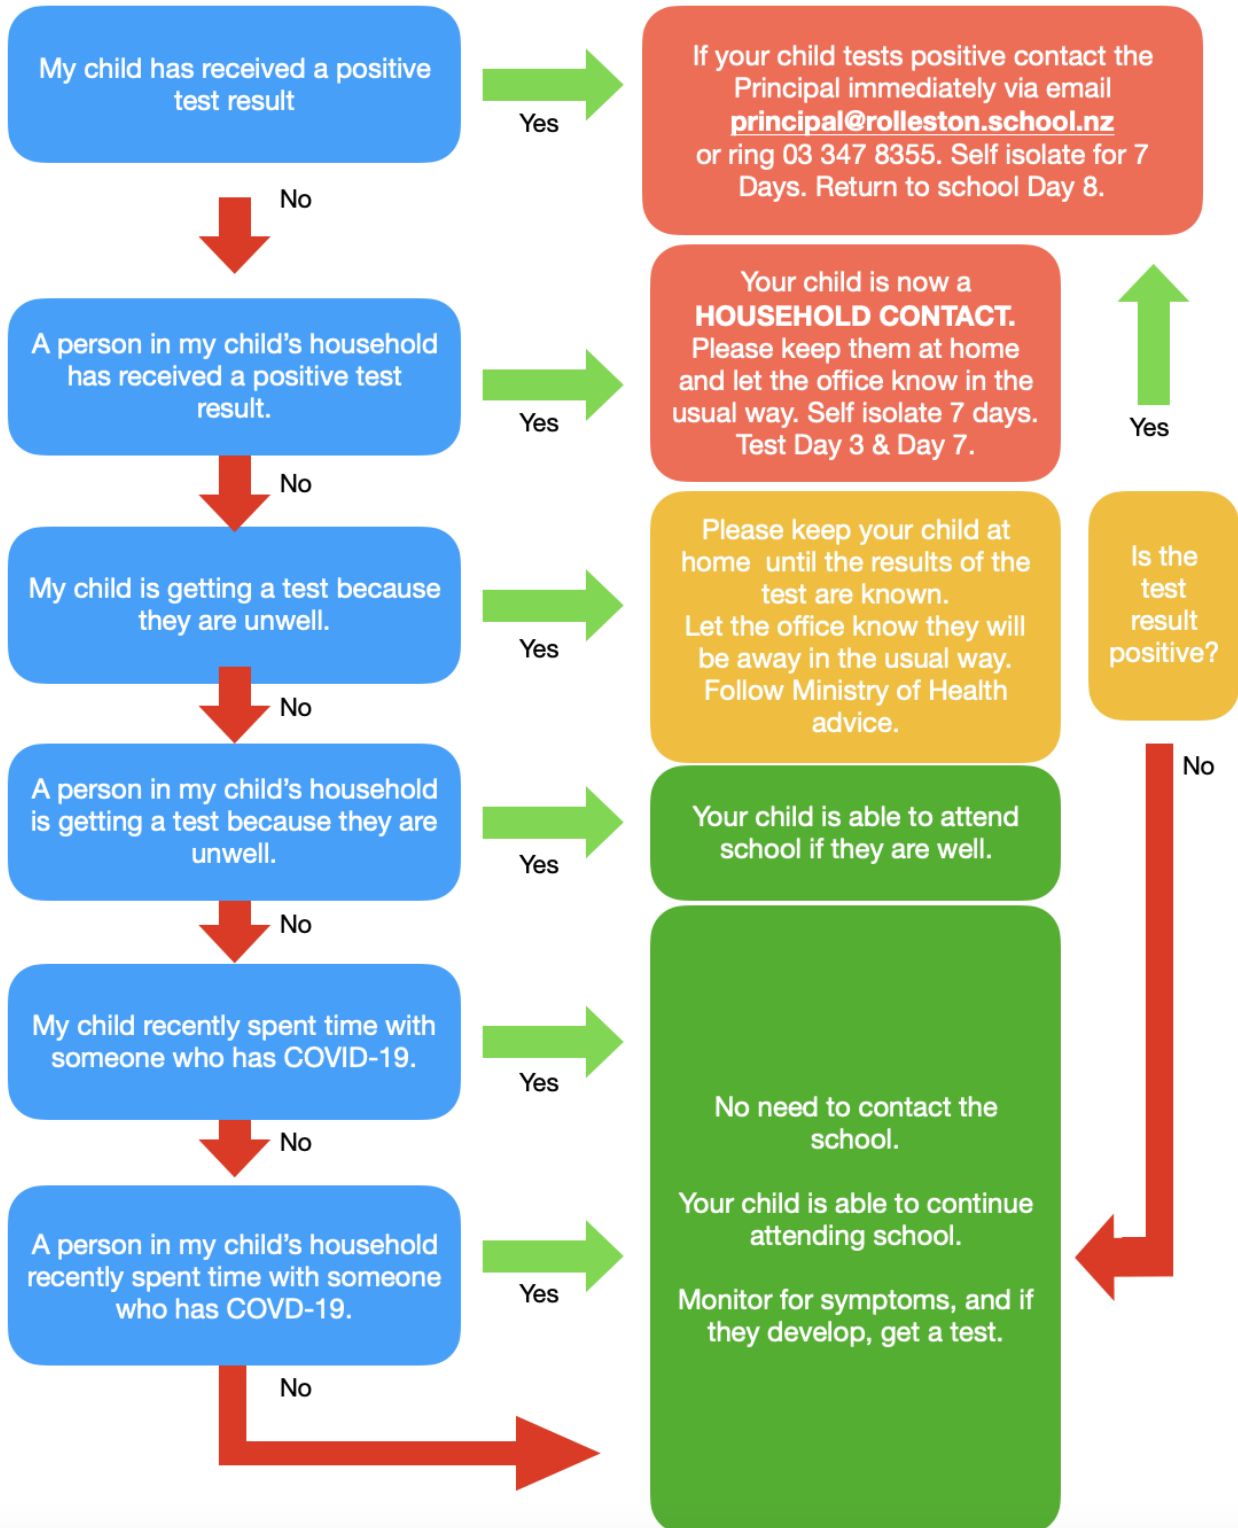 My child has received a positive
test result
Yes
If your child tests positive contact the
Principal immediately via email
principal@rolleston.school.nz
or ring 03 347 8355. Self isolate for 7
Days. Return to school Day 8.
No
A person in my child's household
has received a positive test
result.
Yes
Your child is now a
HOUSEHOLD CONTACT.
Please keep them at home
and let the office know in the
usual way. Self isolate 7 days.
Test Day 3 & Day 7.
Yes
No
My child is getting a test because
they are unwell.
Yes
Please keep your child at
home  until the results of the
test are known.
Let the office know they will
be away in the usual way.
Follow Ministry of Health
advice.
Is the
test
result
positive?
No
No
A person in my child's household
is getting a test because they are
unwell.
Yes
Your child is able to attend
school if they are well.
No
My child recently spent time with
someone who has COVID-19.
Yes
No need to contact the
school.
Your child is able to continue
attending school.
Monitor for symptoms, and if
they develop, get a test.
No
A person in my child's household
recently spent time with someone
who has COVD-19.
Yes
No